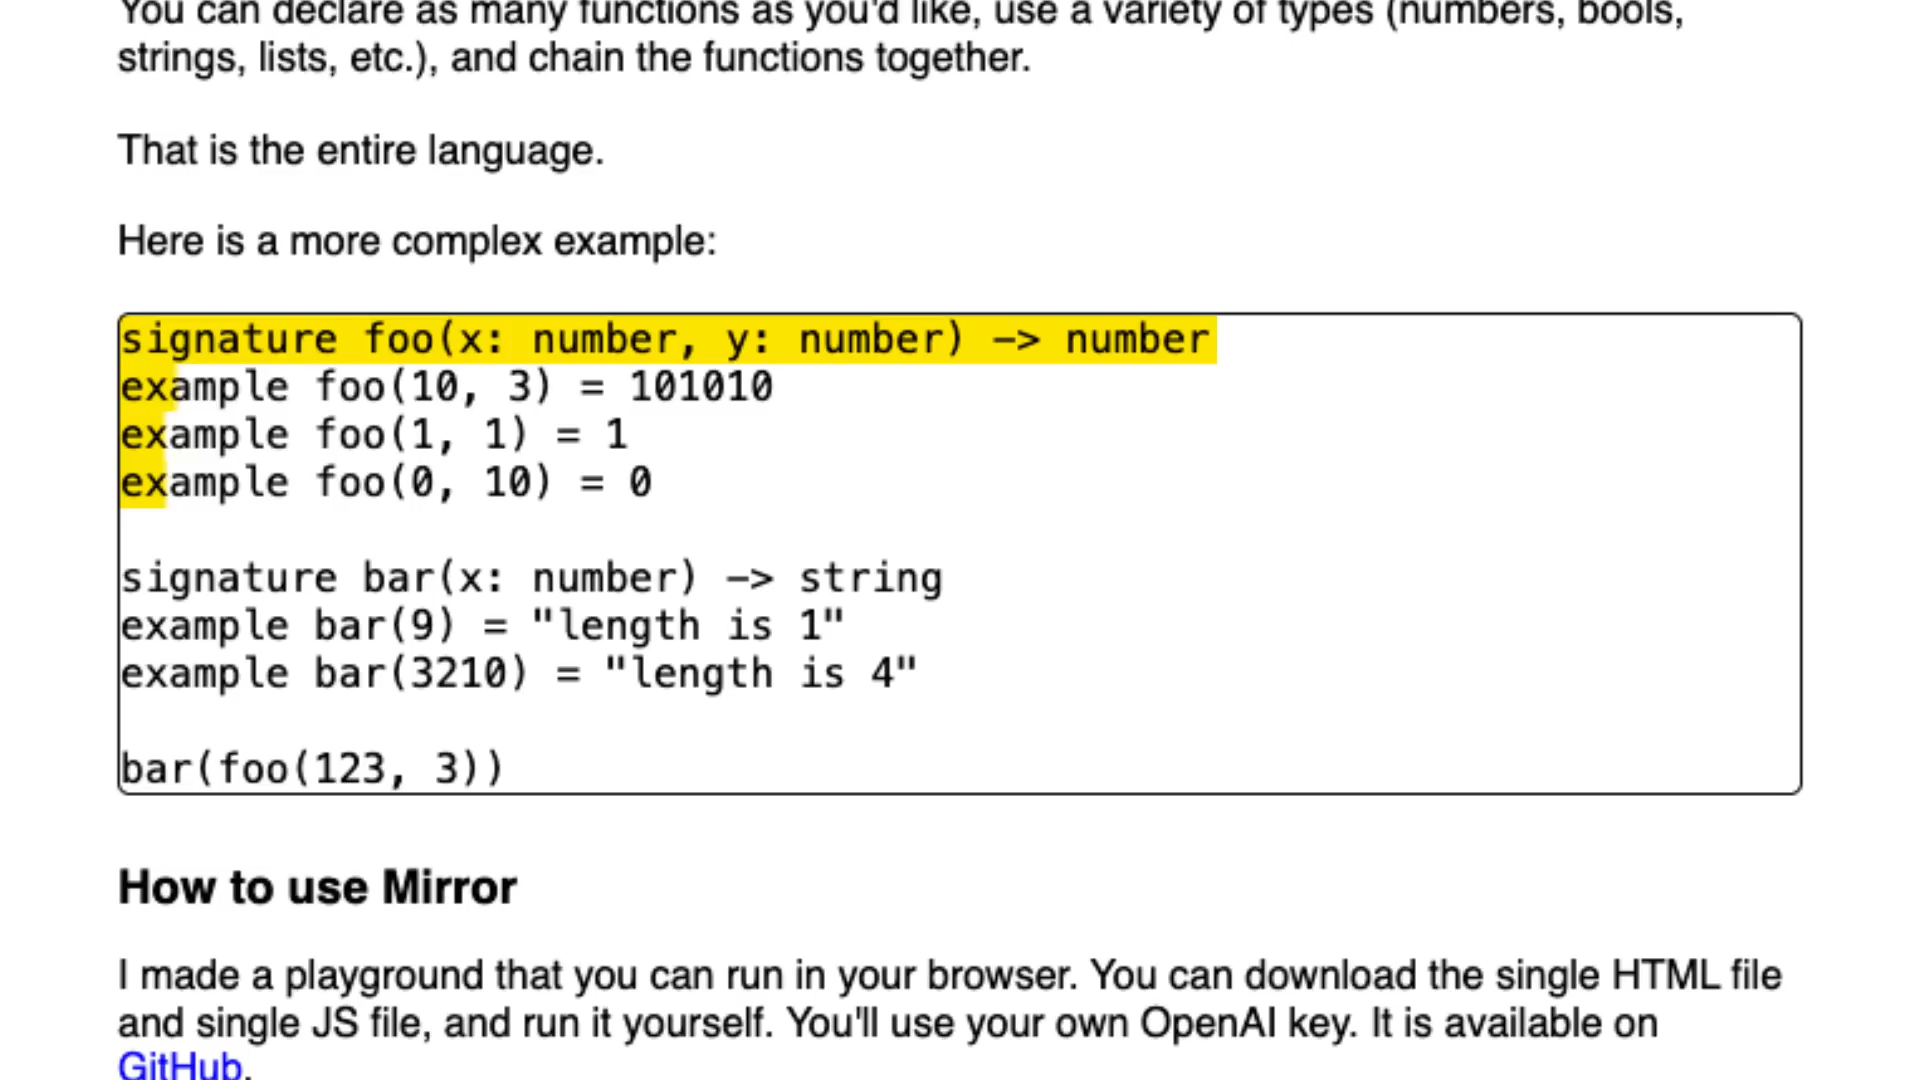 You can declare as many functions as you'd like, use a variety of types (numbers, bools,
strings, lists, etc.), and chain the functions together.
That is the entire language.
Here is a more complex example:
signature foo(x: number, y: number) -> number
example foo(10, 3) = 101010
example foo(1, 1) = 1
example foo(0, 10) = 0
signature bar(x: number) -> string
example bar(9) = "length is 1"
example bar(3210) = "length is 4"
bar(foo(123, 3))
How to use Mirror
I made a playground that you can run in your browser. You can download the single HTML file
and single JS file, and run it yourself. You'll use your own OpenAI key. It is available on
GitHub.